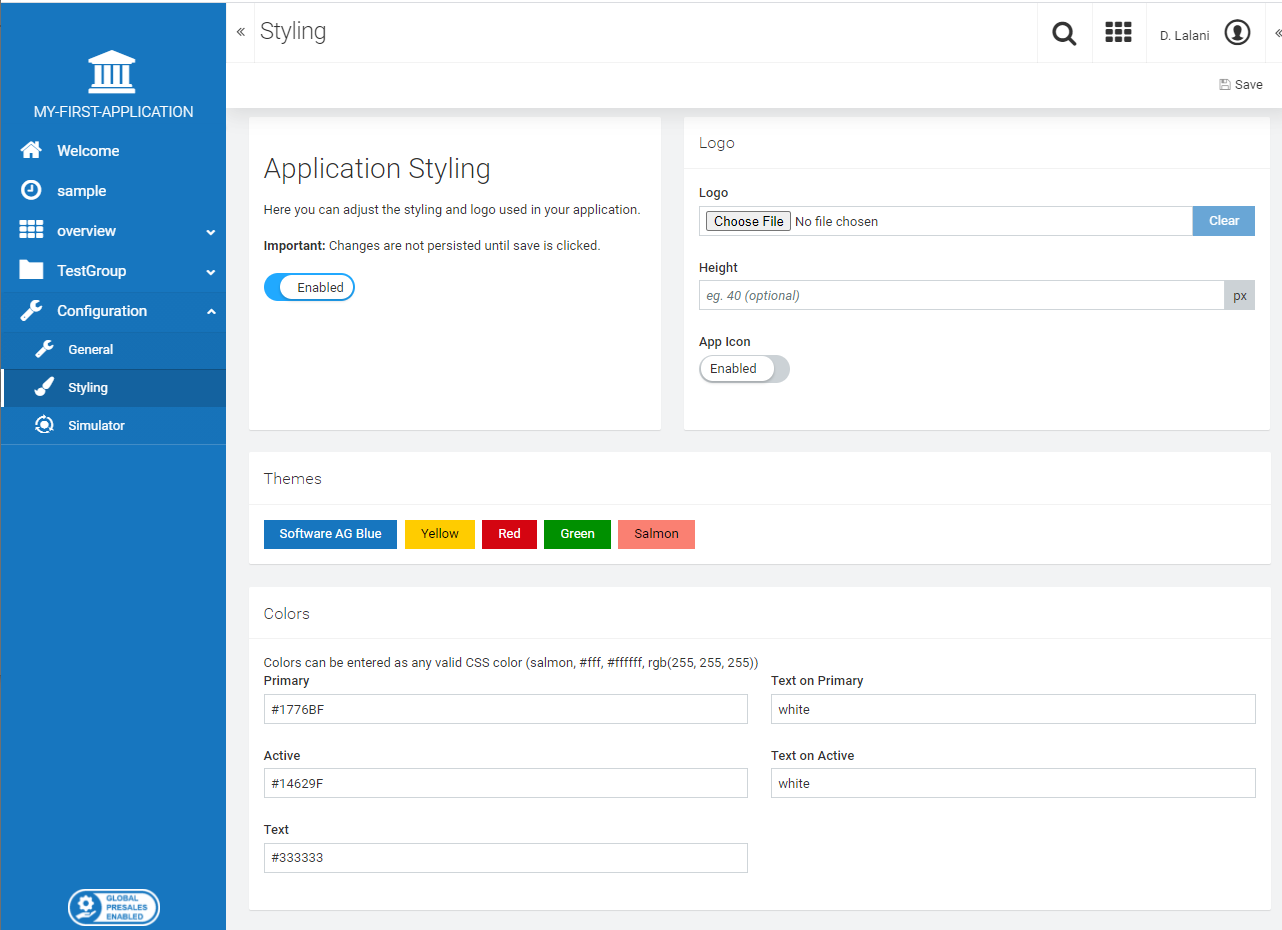 «
Styling
D. Lalani
«
Save
MY-FIRST-APPLICATION
Welcome
sample
overview
TestGroup
Configuration
General
Styling
Simulator
GLOBAL
PRESALES
ENABLED
Application Styling
Here you can adjust the styling and logo used in your application.
Important: Changes are not persisted until save is clicked.
Enabled
Logo
Logo
Choose File No file chosen Clear
Height
eg. 40 (optional) px
App Icon
Enabled
Themes
Software AG Blue Yellow Red Green Salmon
Colors
Colors can be entered as any valid CSS color (salmon, #fff, #ffffff, rgb(255, 255, 255))
Primary Text on Primary
#1776BF white
Active Text on Active
#14629F white
Text
#333333